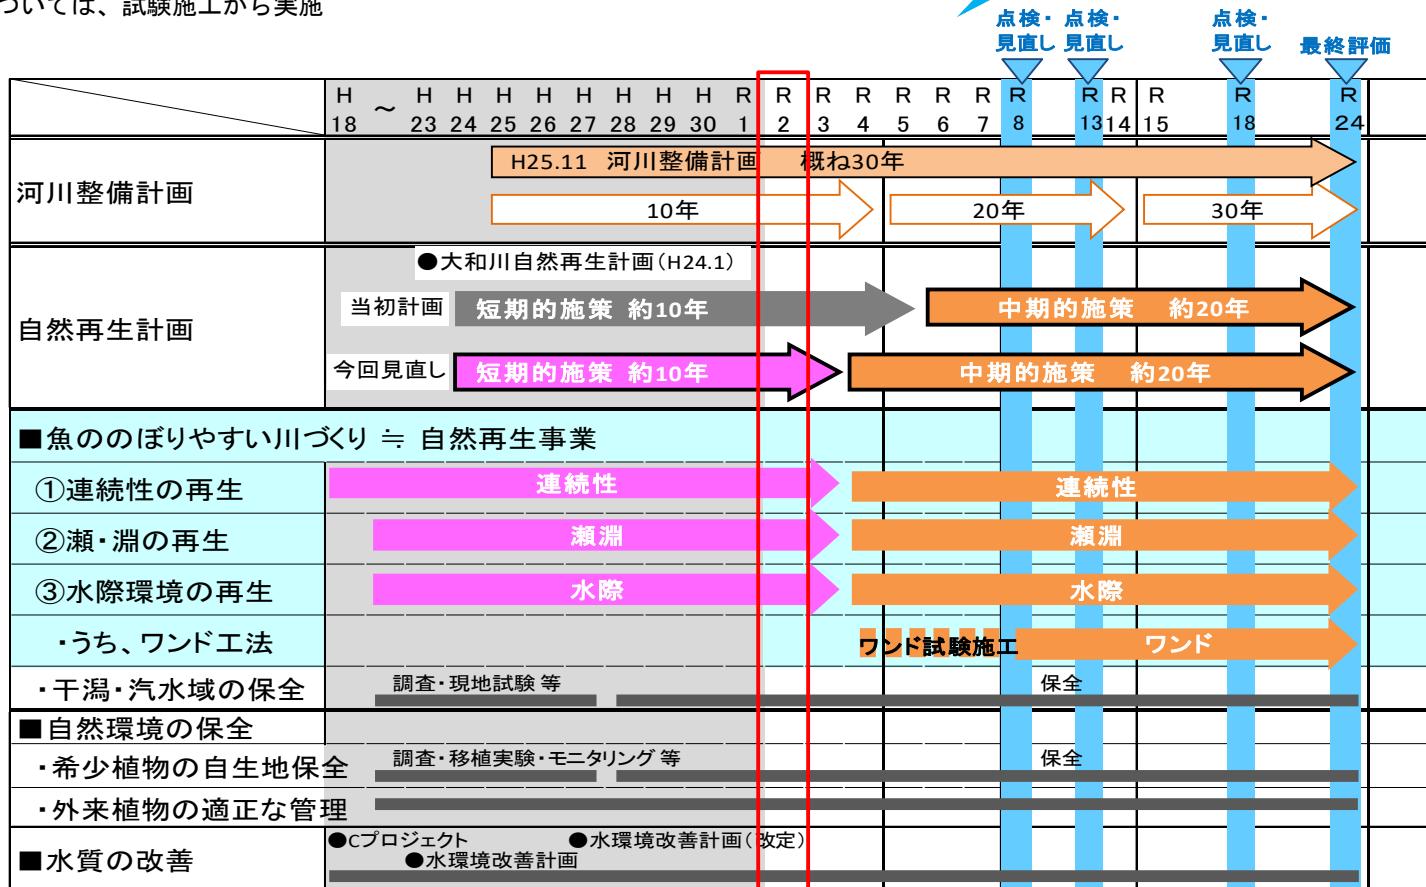 ついては、試験施工から実施
点検・ 点検・ 点検・
見直し 見直し 見直し 最終評価
H ～ H H H H H H H H R R R R R R R R R R R R R
18 23 24 25 26 27 28 29 30 1 2 3 4 5 6 7 8 13 14 15 18 24
河川整備計画
H25.11 河川整備計画 概ね30年
10年 20年 30年
自然再生計画
●大和川自然再生計画(H24.1)
当初計画 短期的施策 約10年 中期的施策 約20年
今回見直し 短期的施策 約10年 中期的施策 約20年
■魚ののぼりやすい川づくり ≒ 自然再生事業
①連続性の再生 連続性 連続性
②瀬・淵の再生 瀬淵 瀬淵
③水際環境の再生 水際 水際
・うち、ワンド工法 ワンド試験施工 ワンド
・干潟・汽水域の保全 調査・現地試験 等 保全
■自然環境の保全
・希少植物の自生地保全 調査・移植実験・モニタリング 等 保全
・外来植物の適正な管理
■水質の改善
●Cプロジェクト ●水環境改善計画(改定)
●水環境改善計画